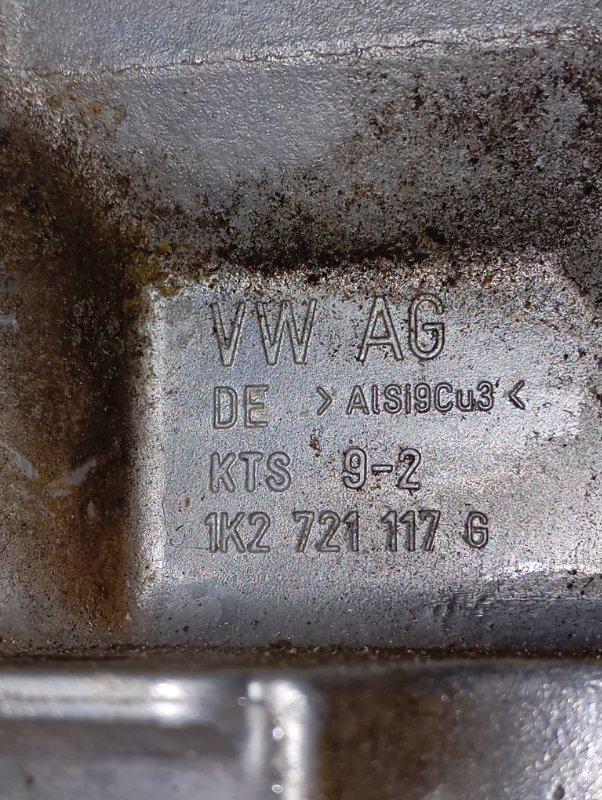 VW AG
DE >AlSi9Cu3<
KTS 9-2
1K2 721 117 G